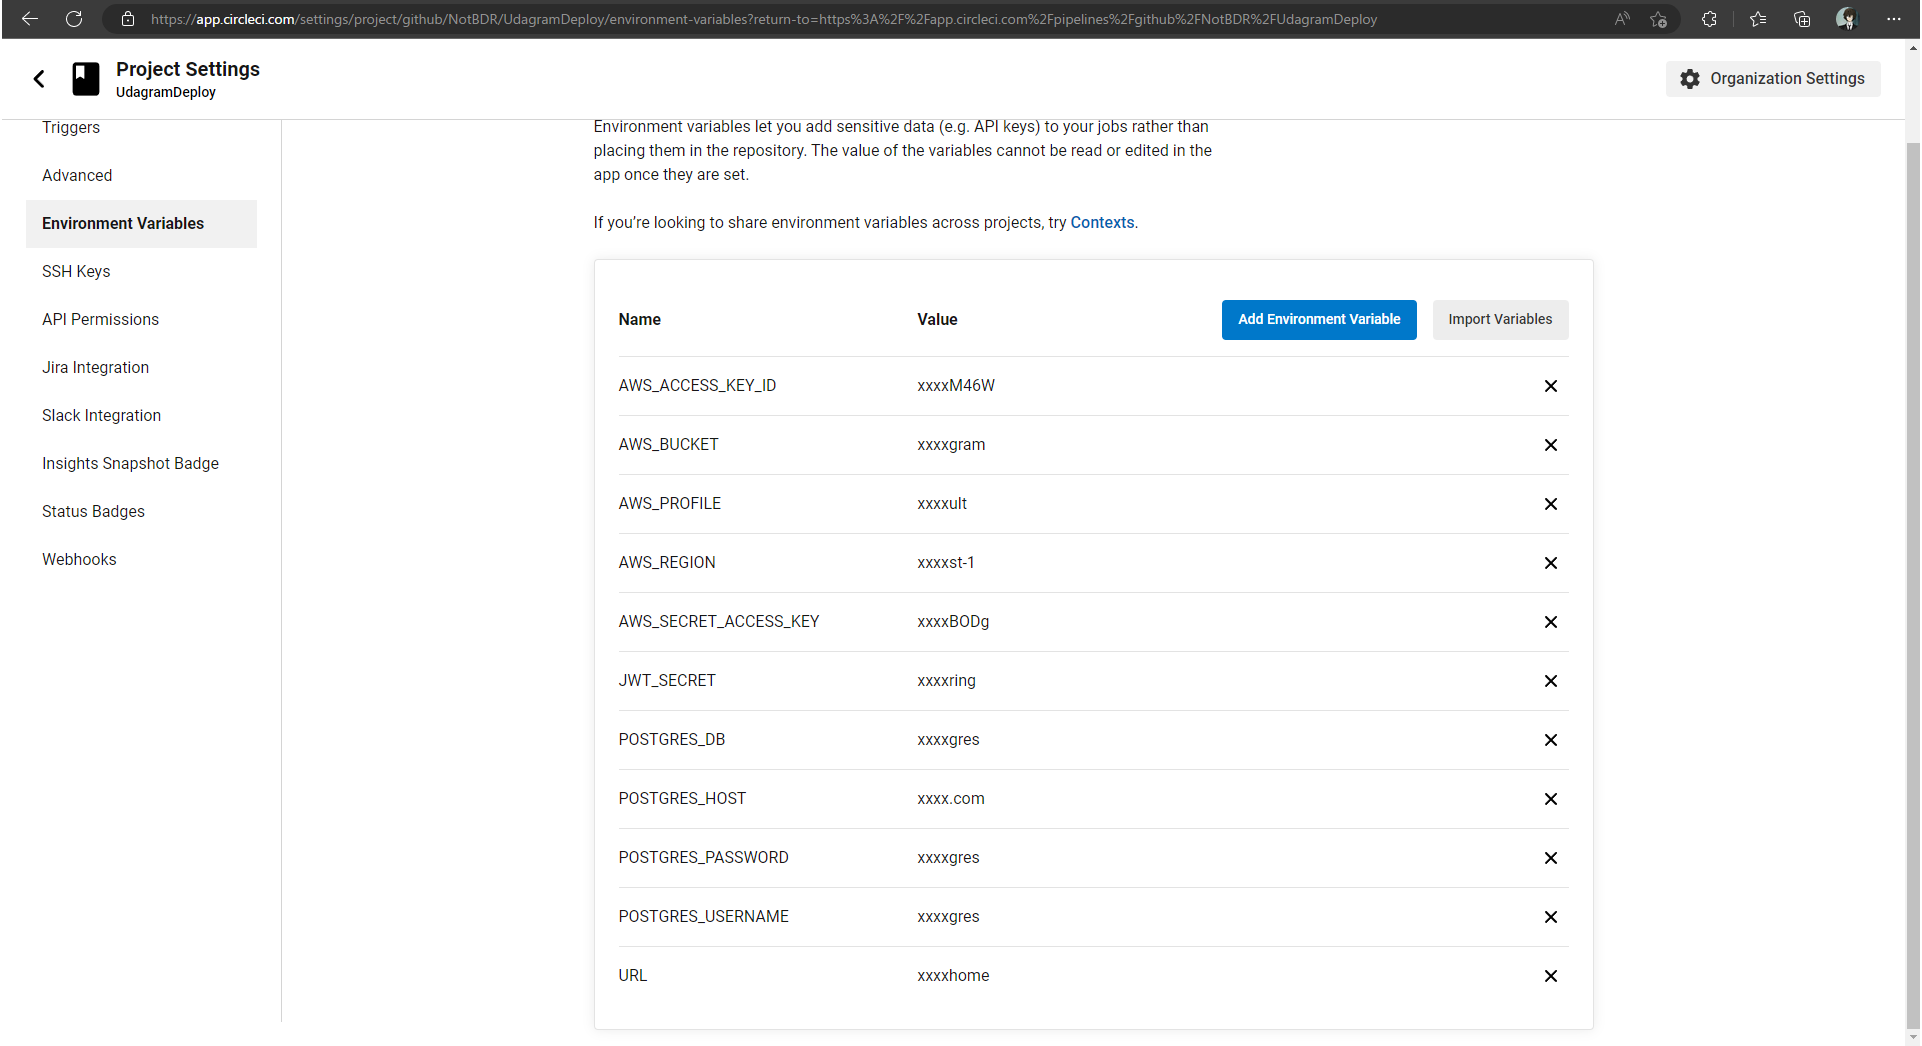 https://app.circleci.com/settings/project/github/NotBDR/UdagramDeploy/environment-variables?return-to=https%3A%2F%2Fapp.circleci.com%2Fpipelines%2Fgithub%2FNotBDR%2FUdagramDeploy
Project Settings
UdagramDeploy
Organization Settings
Triggers
Advanced
Environment Variables
SSH Keys
API Permissions
Jira Integration
Slack Integration
Insights Snapshot Badge
Status Badges
Webhooks
Environment variables let you add sensitive data (e.g. API keys) to your jobs rather than
placing them in the repository. The value of the variables cannot be read or edited in the
app once they are set.
If you’re looking to share environment variables across projects, try Contexts.
Name Value Add Environment Variable Import Variables
AWS_ACCESS_KEY_ID xxxxM46W
AWS_BUCKET xxxxgram
AWS_PROFILE xxxxult
AWS_REGION xxxxst-1
AWS_SECRET_ACCESS_KEY xxxxBODg
JWT_SECRET xxxxring
POSTGRES_DB xxxxgres
POSTGRES_HOST xxxx.com
POSTGRES_PASSWORD xxxxgres
POSTGRES_USERNAME xxxxgres
URL xxxxhome